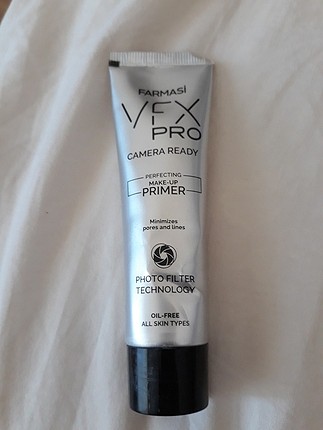 FARMASİ
VFX
PRO
CAMERA READY
PERFECTING
MAKE-UP
PRIMER
Minimizes
pores and lines
PHOTO FILTER
TECHNOLOGY
OIL-FREE
ALL SKIN TYPES